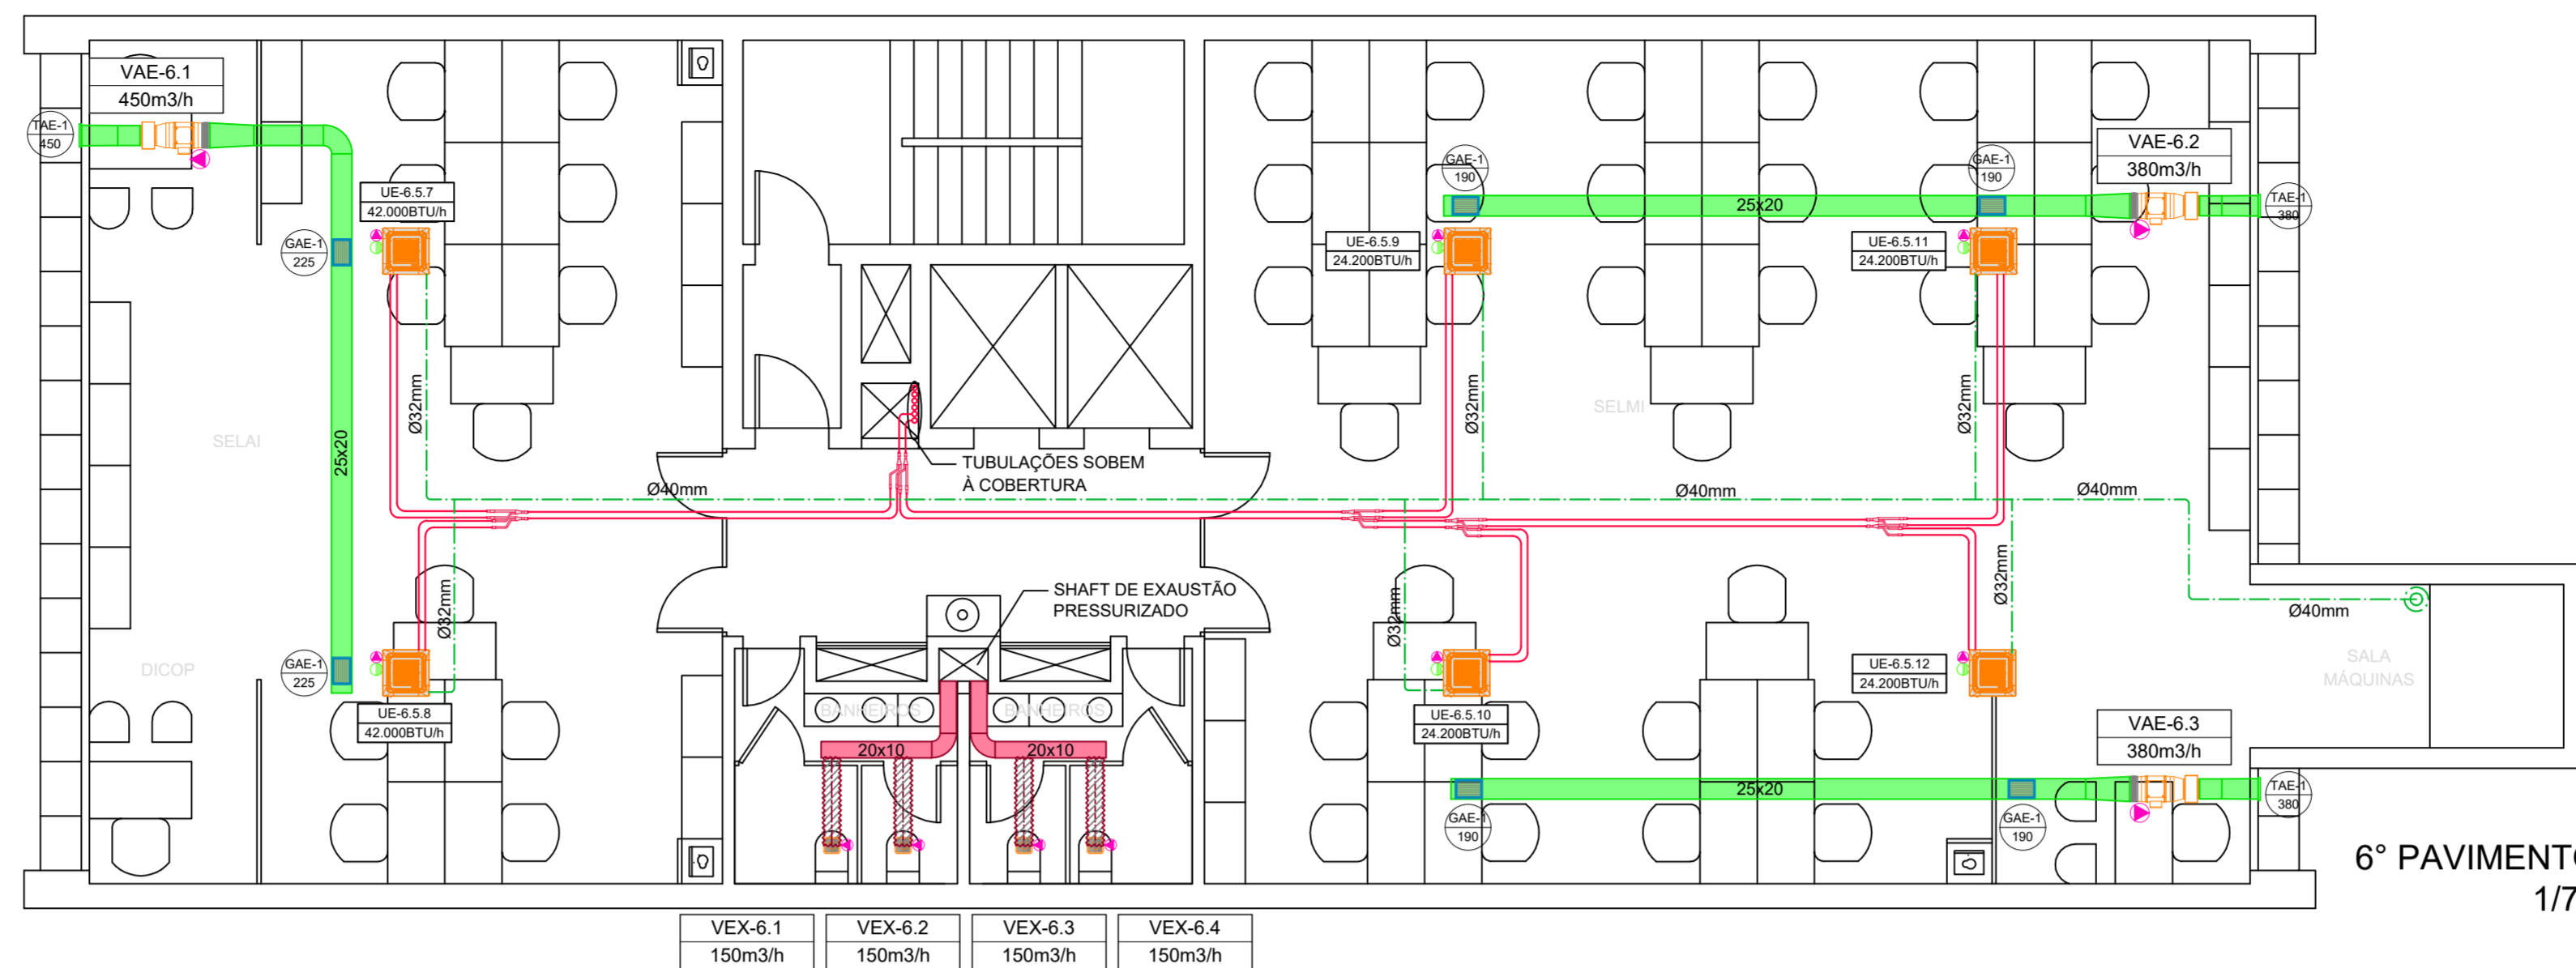 VAE-6.1
450m3/h
TAE-1
450
UE-6.5.7
42.000BTU/h
GAE-1
225
Ø32mm
SELAI
25x20
Ø40mm
TUBULAÇÕES SOBEM
À COBERTURA
GAE-1
190
GAE-1
190
VAE-6.2
380m3/h
25x20
TAE-1
380
UE-6.5.9
24.200BTU/h
UE-6.5.11
24.200BTU/h
Ø32mm
SELMI
Ø32mm
Ø40mm
Ø40mm
Ø32mm
SHAFT DE EXAUSTÃO
PRESSURIZADO
Ø32mm
Ø32mm
Ø40mm
DICOP
GAE-1
225
UE-6.5.8
42.000BTU/h
BANHEIROS
BANHEIROS
20x10
20x10
UE-6.5.10
24.200BTU/h
UE-6.5.12
24.200BTU/h
SALA
MÁQUINAS
VAE-6.3
380m3/h
25x20
TAE-1
380
GAE-1
190
GAE-1
190
6° PAVIMENTO
1/7
VEX-6.1
150m3/h
VEX-6.2
150m3/h
VEX-6.3
150m3/h
VEX-6.4
150m3/h